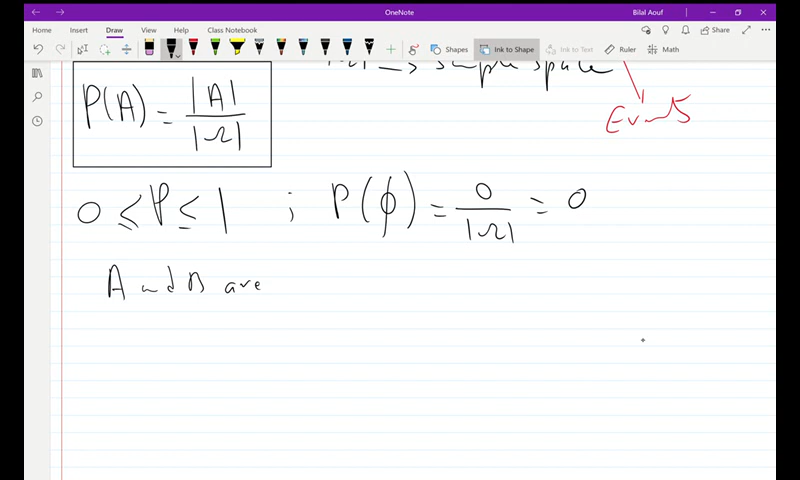 OneNote
Bilal Aouf
Home Insert Draw View Help Class Notebook
Share
Shapes Ink to Shape Ink to Text Ruler Math
P(A) = |A| / |Ω|
→ sample space
Events
0 ≤ P ≤ 1 ; P(ϕ) = 0 / |Ω| = 0
A and B are